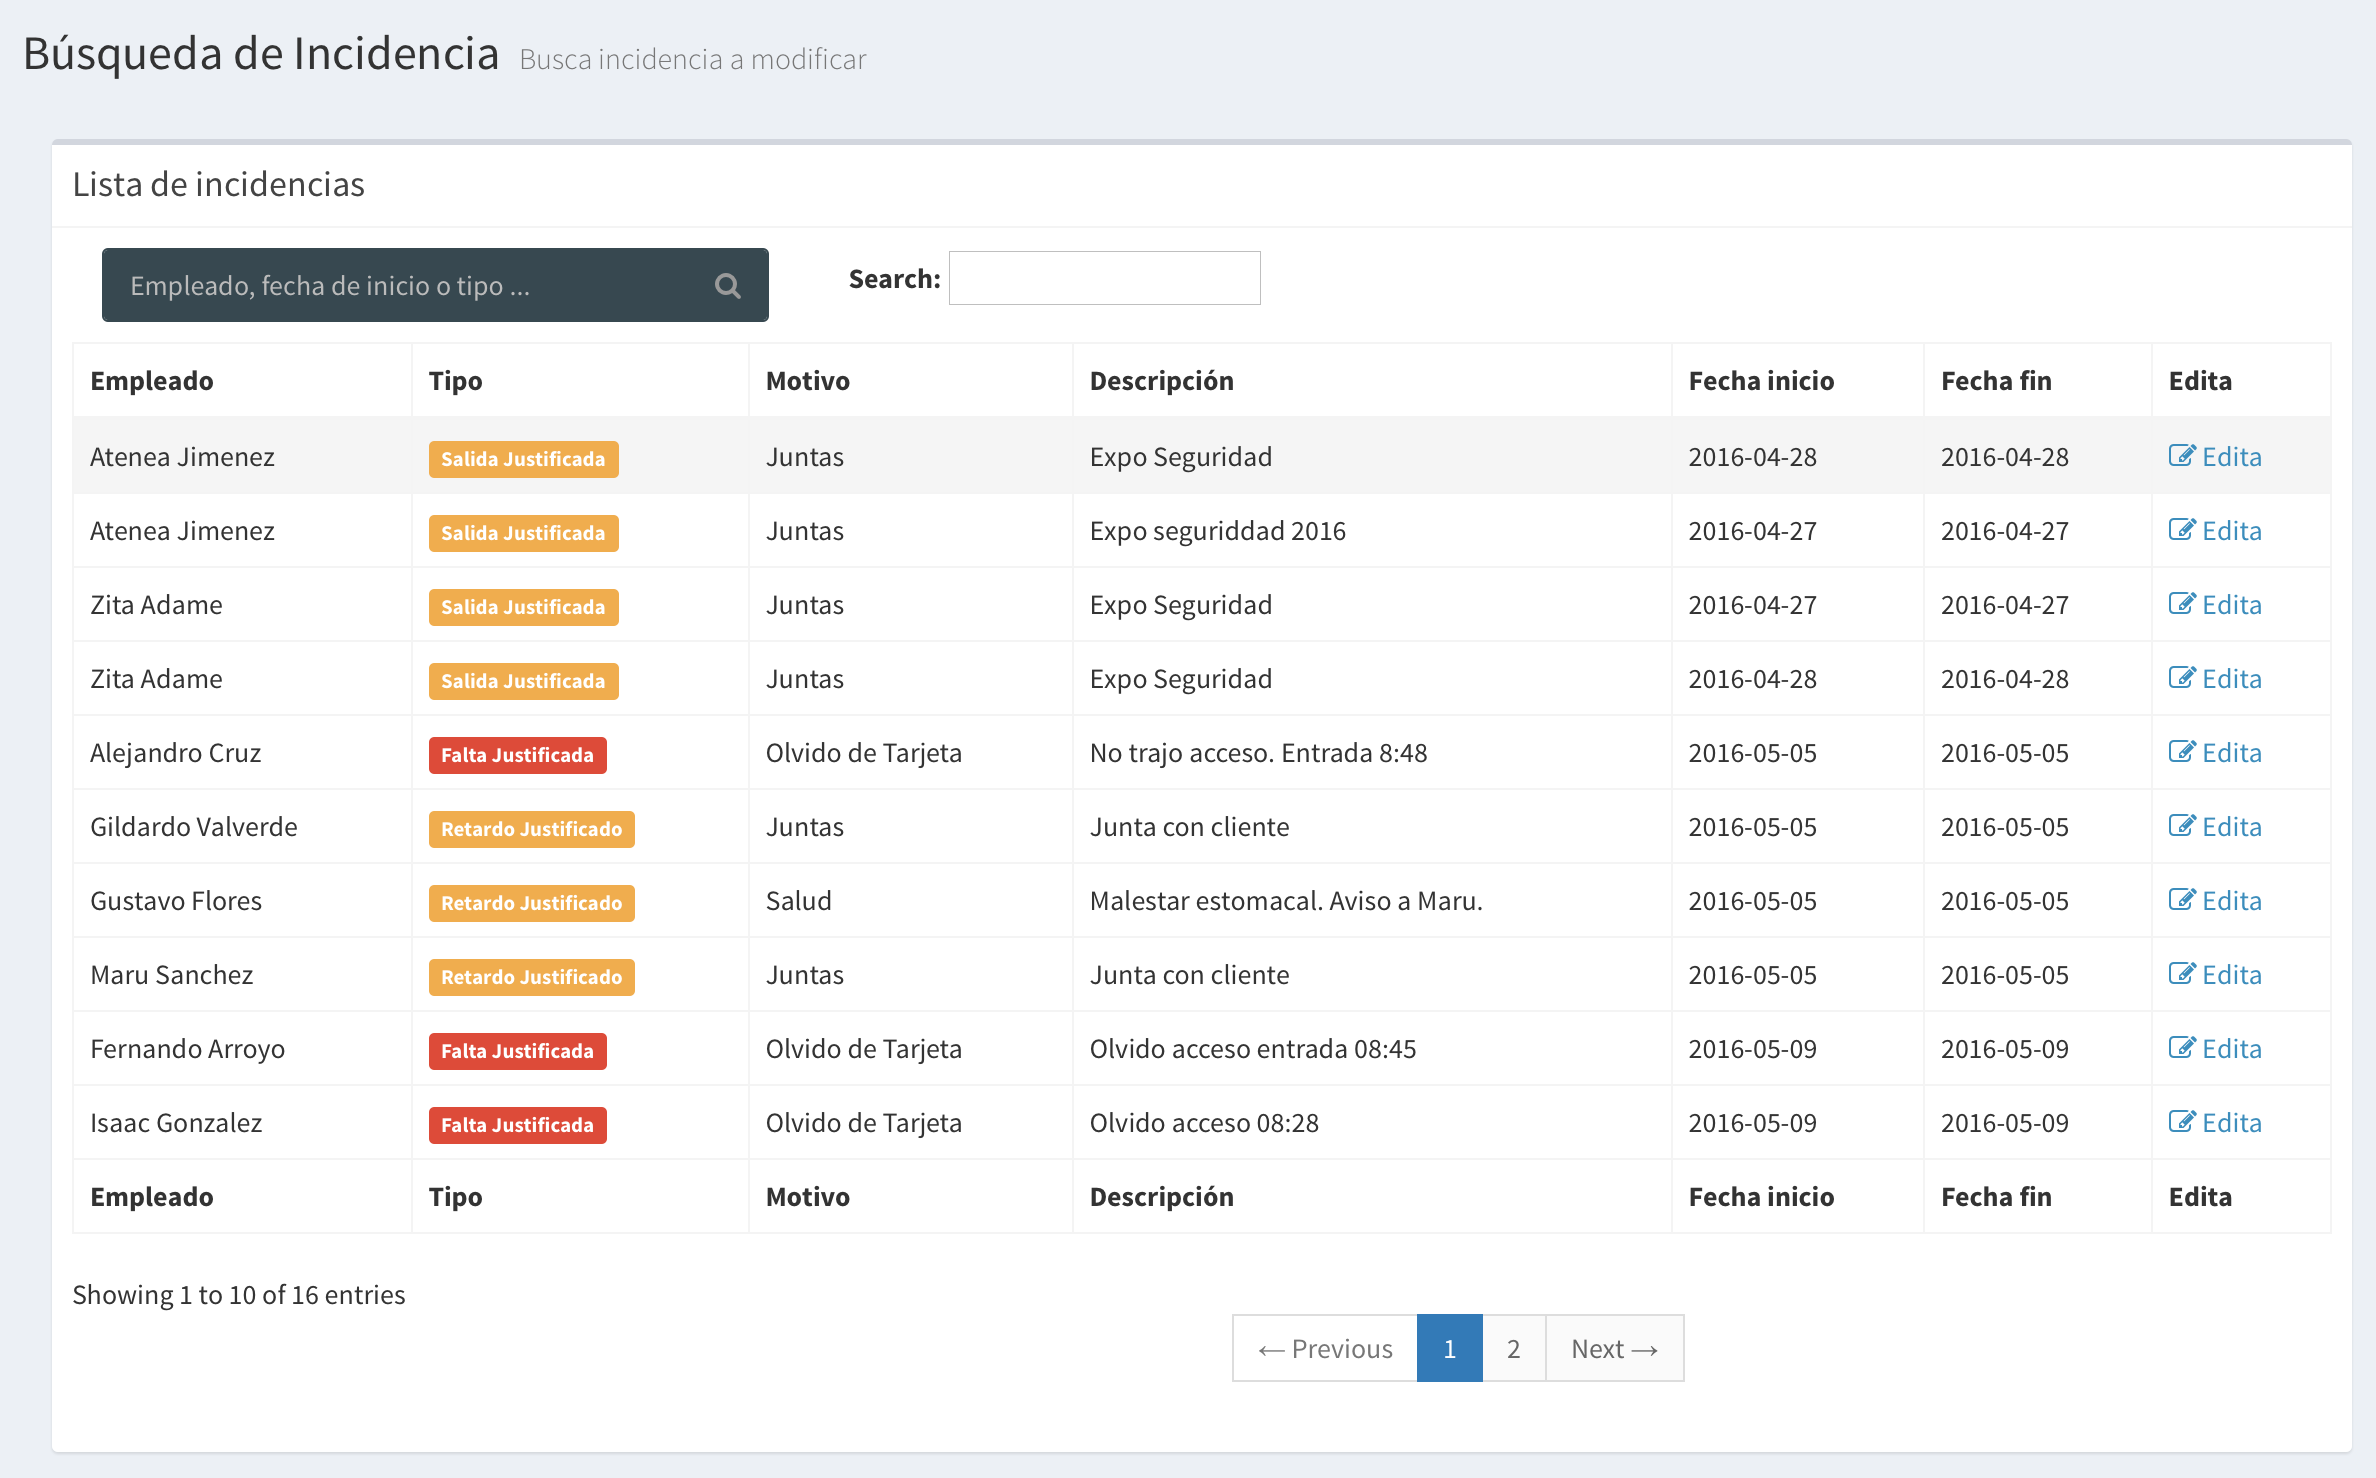 Búsqueda de Incidencia Busca incidencia a modificar
Lista de incidencias
Empleado, fecha de inicio o tipo ... Search:
Empleado Tipo Motivo Descripción Fecha inicio Fecha fin Edita
Atenea Jimenez Salida Justificada Juntas Expo Seguridad 2016-04-28 2016-04-28 Edita
Atenea Jimenez Salida Justificada Juntas Expo seguriddad 2016 2016-04-27 2016-04-27 Edita
Zita Adame Salida Justificada Juntas Expo Seguridad 2016-04-27 2016-04-27 Edita
Zita Adame Salida Justificada Juntas Expo Seguridad 2016-04-28 2016-04-28 Edita
Alejandro Cruz Falta Justificada Olvido de Tarjeta No trajo acceso. Entrada 8:48 2016-05-05 2016-05-05 Edita
Gildardo Valverde Retardo Justificado Juntas Junta con cliente 2016-05-05 2016-05-05 Edita
Gustavo Flores Retardo Justificado Salud Malestar estomacal. Aviso a Maru. 2016-05-05 2016-05-05 Edita
Maru Sanchez Retardo Justificado Juntas Junta con cliente 2016-05-05 2016-05-05 Edita
Fernando Arroyo Falta Justificada Olvido de Tarjeta Olvido acceso entrada 08:45 2016-05-09 2016-05-09 Edita
Isaac Gonzalez Falta Justificada Olvido de Tarjeta Olvido acceso 08:28 2016-05-09 2016-05-09 Edita
Empleado Tipo Motivo Descripción Fecha inicio Fecha fin Edita
Showing 1 to 10 of 16 entries
← Previous 1 2 Next →